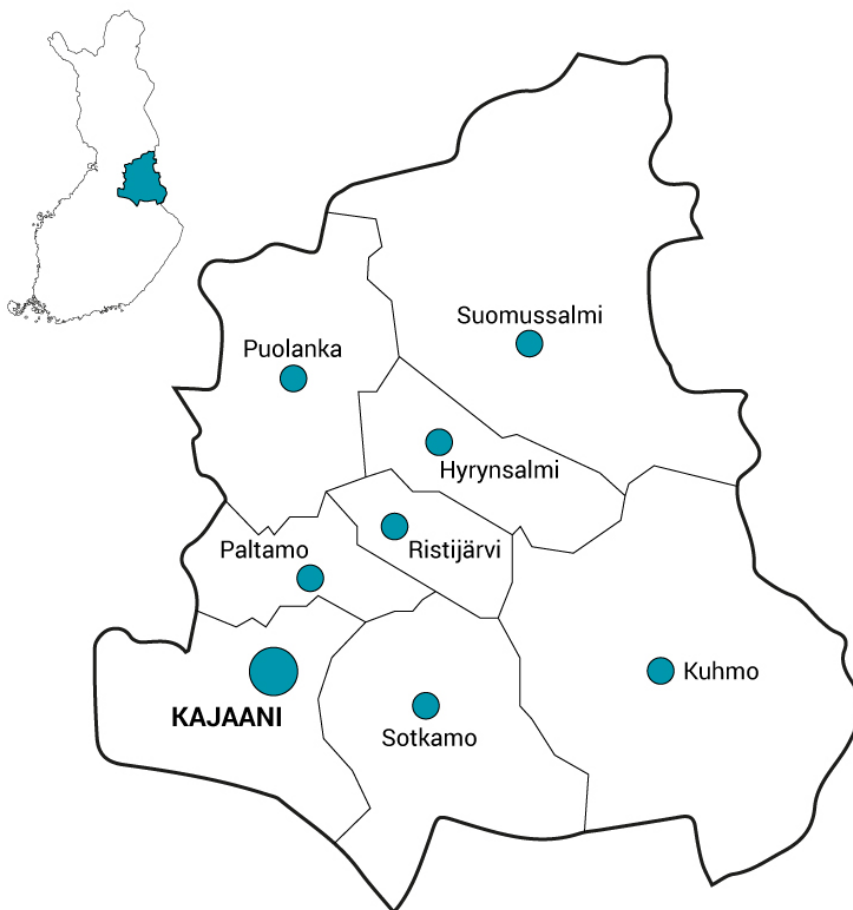 Suomussalmi
Puolanka
Hyrynsalmi
Paltamo
Ristijärvi
Kuhmo
KAJAANI
Sotkamo